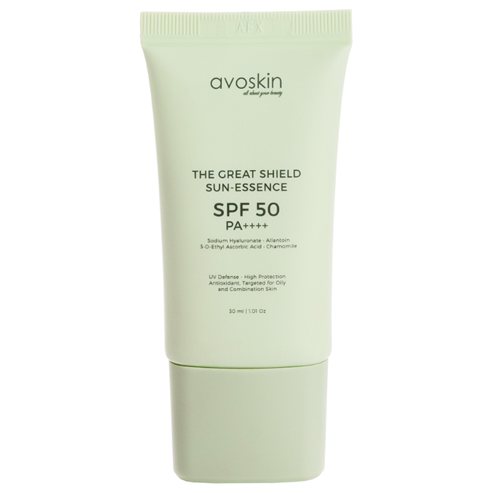 avoskin
all about your beauty
THE GREAT SHIELD
SUN-ESSENCE
SPF 50
PA++++
Sodium Hyaluronate - Allantoin
3-O-Ethyl Ascorbic Acid - Chamomile
UV Defense - High Protection
Antioxidant, Targeted for Oily
and Combination Skin
30 ml | 1.01 Oz